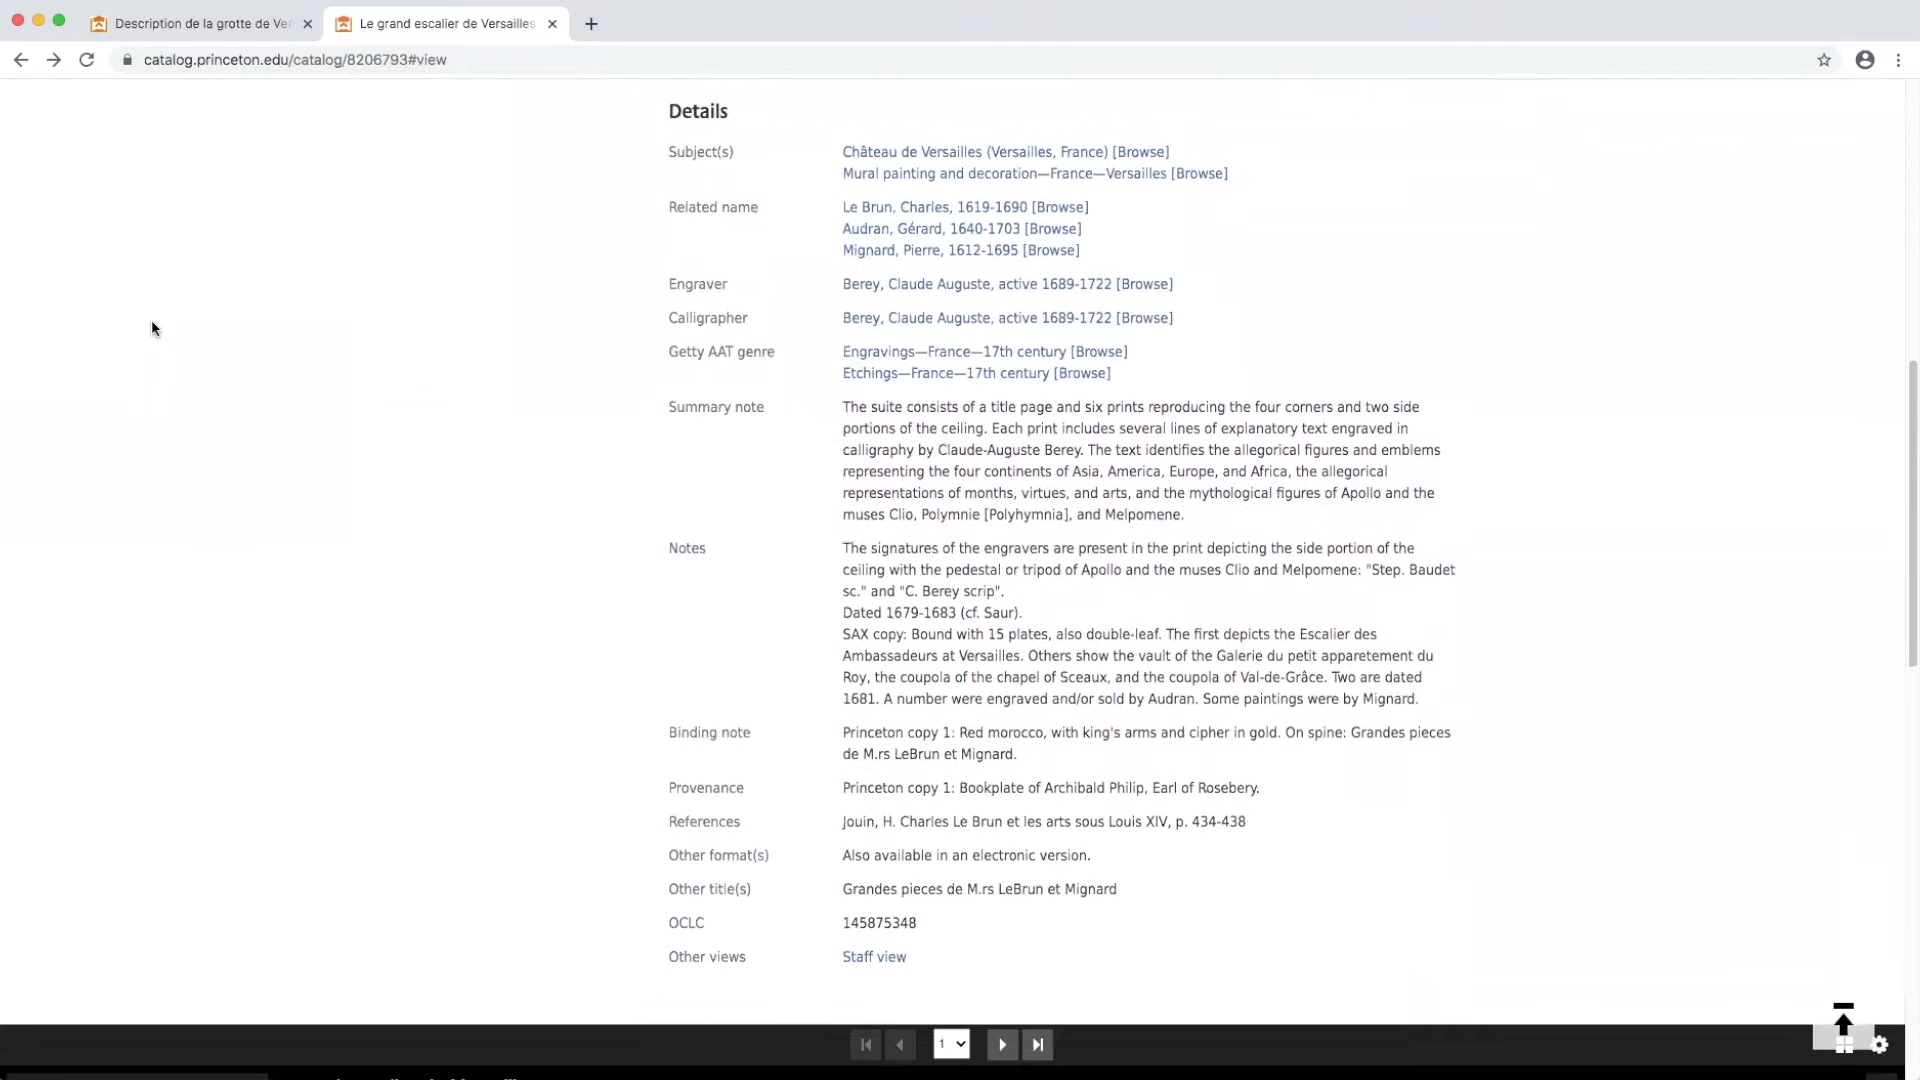 Description de la grotte de Ver
Le grand escalier de Versailles
catalog.princeton.edu/catalog/8206793#view
Details
Subject(s)
Château de Versailles (Versailles, France) [Browse]
Mural painting and decoration—France—Versailles [Browse]
Related name
Le Brun, Charles, 1619-1690 [Browse]
Audran, Gérard, 1640-1703 [Browse]
Mignard, Pierre, 1612-1695 [Browse]
Engraver
Berey, Claude Auguste, active 1689-1722 [Browse]
Calligrapher
Berey, Claude Auguste, active 1689-1722 [Browse]
Getty AAT genre
Engravings—France—17th century [Browse]
Etchings—France—17th century [Browse]
Summary note
The suite consists of a title page and six prints reproducing the four corners and two side
portions of the ceiling. Each print includes several lines of explanatory text engraved in
calligraphy by Claude-Auguste Berey. The text identifies the allegorical figures and emblems
representing the four continents of Asia, America, Europe, and Africa, the allegorical
representations of months, virtues, and arts, and the mythological figures of Apollo and the
muses Clio, Polymnie [Polyhymnia], and Melpomene.
Notes
The signatures of the engravers are present in the print depicting the side portion of the
ceiling with the pedestal or tripod of Apollo and the muses Clio and Melpomene: "Step. Baudet
sc." and "C. Berey scrip".
Dated 1679-1683 (cf. Saur).
SAX copy: Bound with 15 plates, also double-leaf. The first depicts the Escalier des
Ambassadeurs at Versailles. Others show the vault of the Galerie du petit apparetement du
Roy, the coupola of the chapel of Sceaux, and the coupola of Val-de-Grâce. Two are dated
1681. A number were engraved and/or sold by Audran. Some paintings were by Mignard.
Binding note
Princeton copy 1: Red morocco, with king's arms and cipher in gold. On spine: Grandes pieces
de M.rs LeBrun et Mignard.
Provenance
Princeton copy 1: Bookplate of Archibald Philip, Earl of Rosebery.
References
Jouin, H. Charles Le Brun et les arts sous Louis XIV, p. 434-438
Other format(s)
Also available in an electronic version.
Other title(s)
Grandes pieces de M.rs LeBrun et Mignard
OCLC
145875348
Other views
Staff view
1